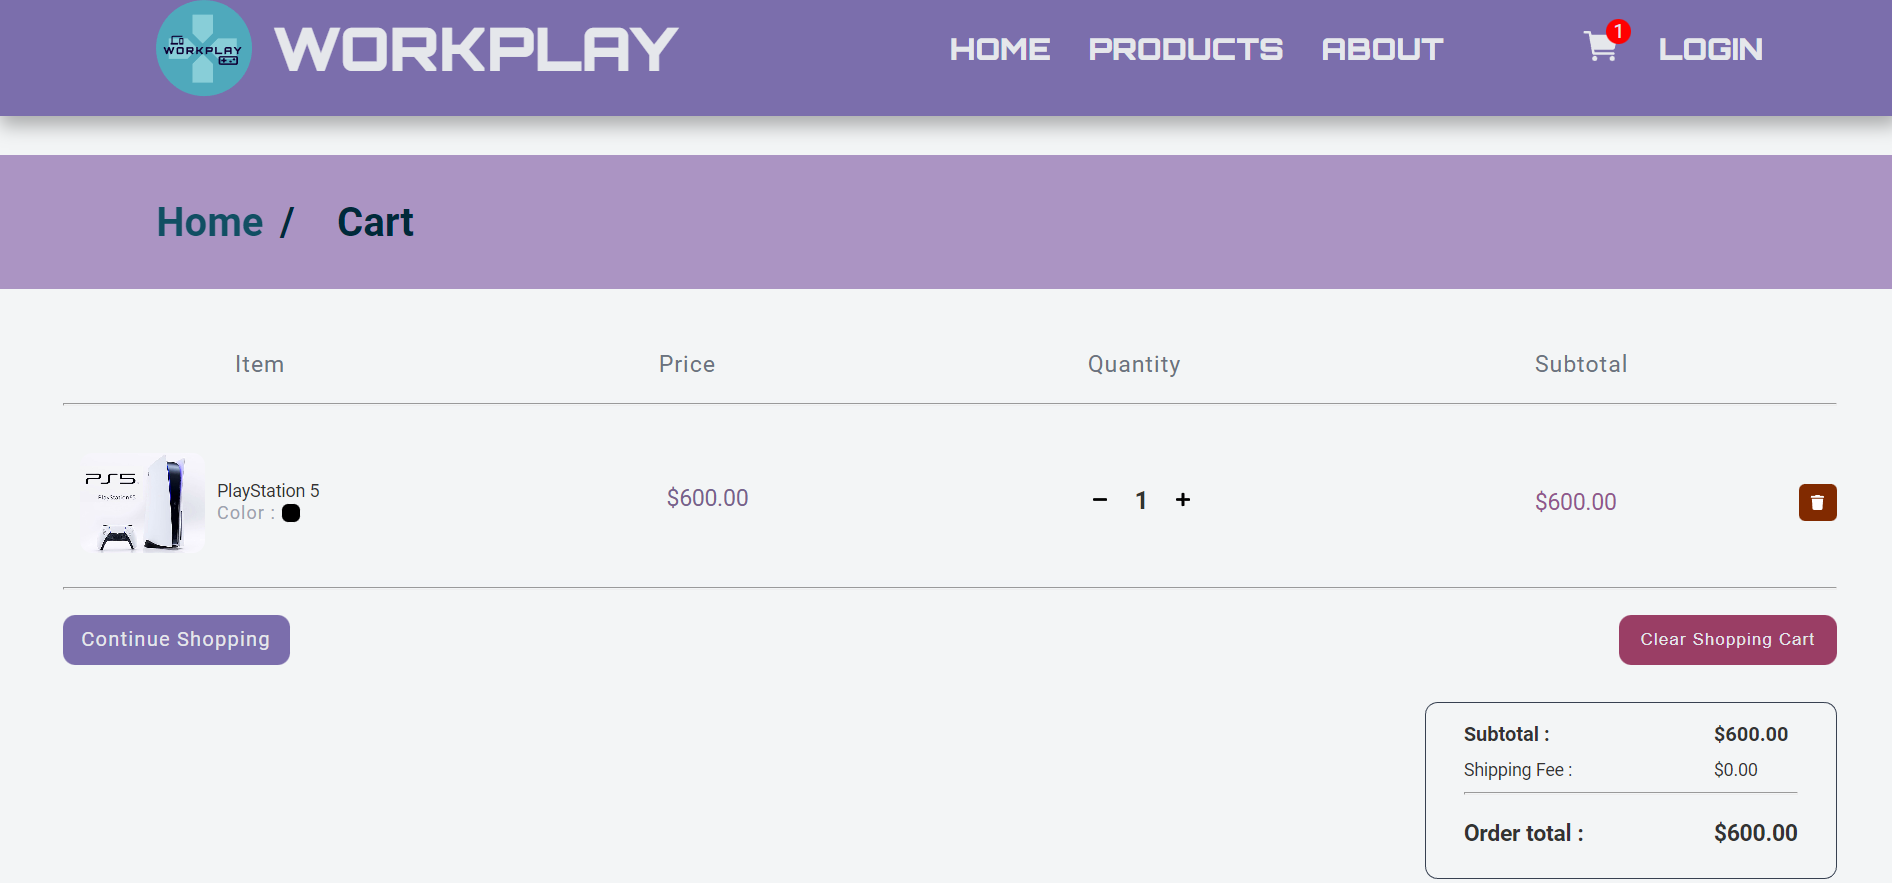 WORKPLAY
WORKPLAY
HOME PRODUCTS ABOUT
1
LOGIN
Home / Cart
Item Price Quantity Subtotal
PS5
PlayStation5
PlayStation 5
Color :
$600.00
1
$600.00
Continue Shopping
Clear Shopping Cart
Subtotal : $600.00
Shipping Fee : $0.00
Order total : $600.00